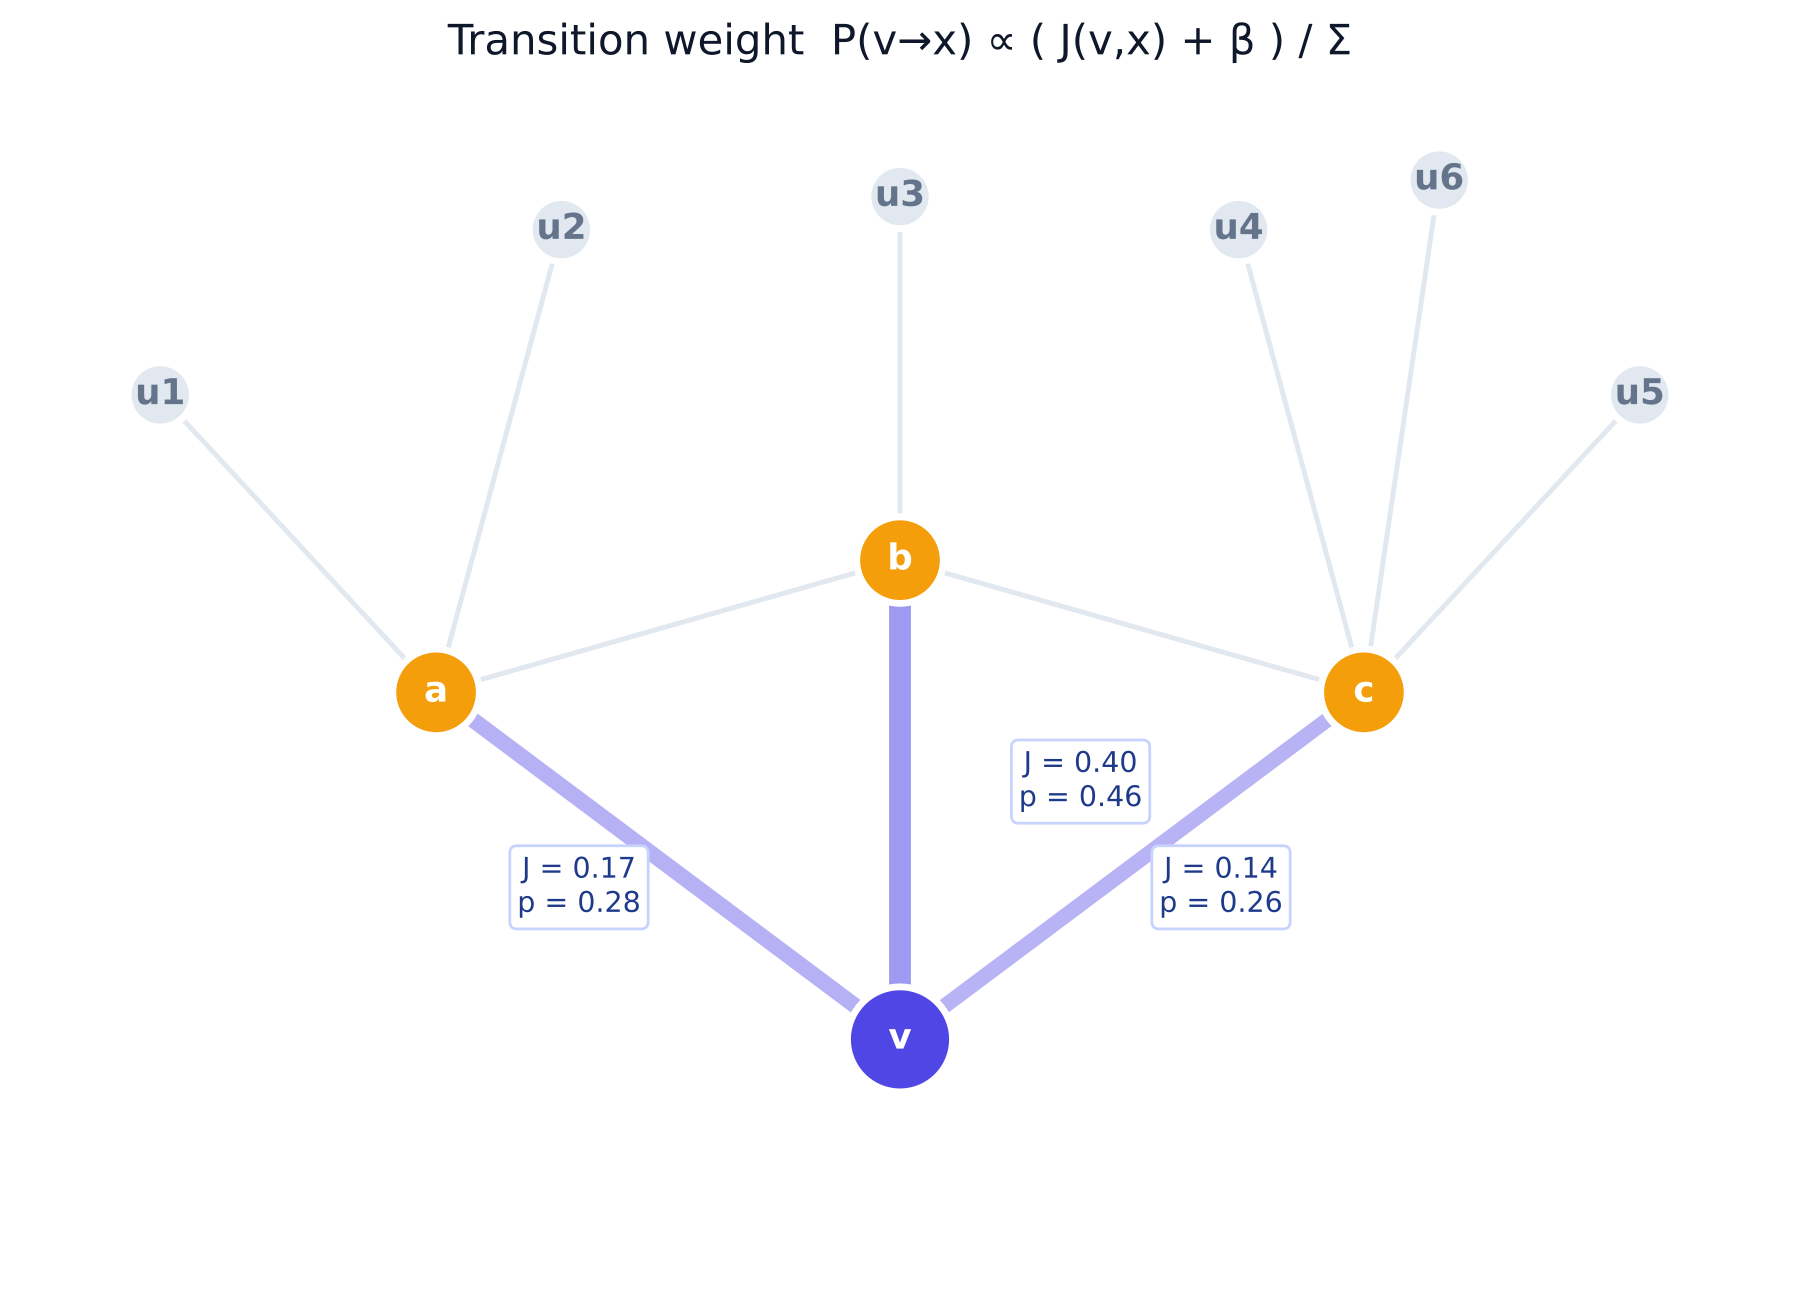 Transition weight  P(v→x) ∝ ( J(v,x) + β ) / Σ
u6
u3
u2
u4
u1
u5
b
a
c
J = 0.40
p = 0.46
J = 0.17
p = 0.28
J = 0.14
p = 0.26
v